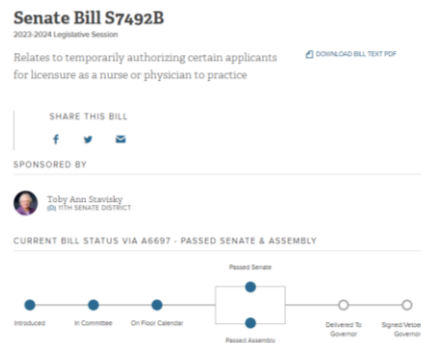 Senate Bill S7492B
2023-2024 Legislative Session
Relates to temporarily authorizing certain applicants
for licensure as a nurse or physician to practice
DOWNLOAD BILL TEXT PDF
SHARE THIS BILL
SPONSORED BY
Toby Ann Stavisky
(D) 11TH SENATE DISTRICT
CURRENT BILL STATUS VIA A6697 - PASSED SENATE & ASSEMBLY
Passed Senate
Introduced
In Committee
On Floor Calendar
Passed Assembly
Delivered To
Governor
Signed/Vetoe
Governor